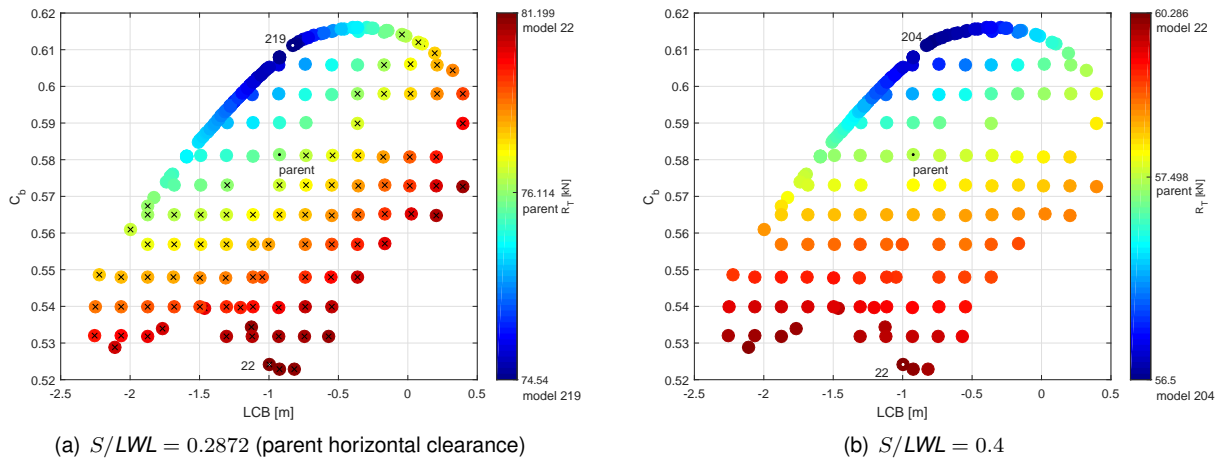 0.62
0.61
0.6
0.59
0.58
0.57
0.56
0.55
0.54
0.53
0.52
C_b
-2.5 -2 -1.5 -1 -0.5 0 0.5
LCB [m]
219
parent
22
81.199
model 22
76.114
parent
R_T [kN]
74.54
model 219
(a) S/LWL = 0.2872 (parent horizontal clearance)
0.62
0.61
0.6
0.59
0.58
0.57
0.56
0.55
0.54
0.53
0.52
C_b
-2.5 -2 -1.5 -1 -0.5 0 0.5
LCB [m]
204
parent
22
60.286
model 22
57.498
parent
R_T [kN]
56.5
model 204
(b) S/LWL = 0.4